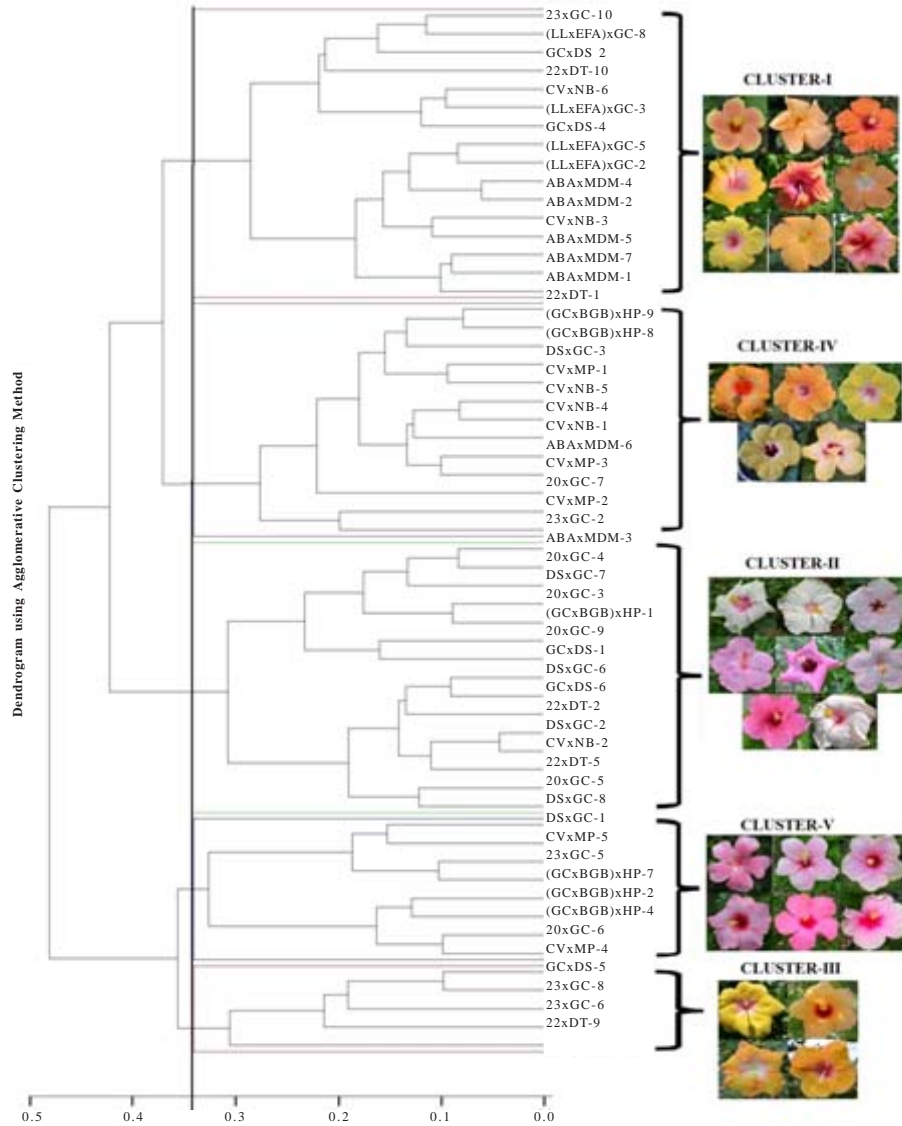 Dendrogram using Agglomerative Clustering Method
23xGC-10
(LLxEFA)xGC-8
GCxDS 2
22xDT-10
CVxNB-6
(LLxEFA)xGC-3
GCxDS-4
(LLxEFA)xGC-5
(LLxEFA)xGC-2
ABAxMDM-4
ABAxMDM-2
CVxNB-3
ABAxMDM-5
ABAxMDM-7
ABAxMDM-1
22xDT-1
CLUSTER-I
(GCxBGB)xHP-9
(GCxBGB)xHP-8
DSxGC-3
CVxMP-1
CVxNB-5
CVxNB-4
CVxNB-1
ABAxMDM-6
CVxMP-3
20xGC-7
CVxMP-2
23xGC-2
ABAxMDM-3
CLUSTER-IV
20xGC-4
DSxGC-7
20xGC-3
(GCxBGB)xHP-1
20xGC-9
GCxDS-1
DSxGC-6
GCxDS-6
22xDT-2
DSxGC-2
CVxNB-2
22xDT-5
20xGC-5
DSxGC-8
CLUSTER-II
DSxGC-1
CVxMP-5
23xGC-5
(GCxBGB)xHP-7
(GCxBGB)xHP-2
(GCxBGB)xHP-4
20xGC-6
CVxMP-4
CLUSTER-V
GCxDS-5
23xGC-8
23xGC-6
22xDT-9
CLUSTER-III
0.5 0.4 0.3 0.2 0.1 0.0